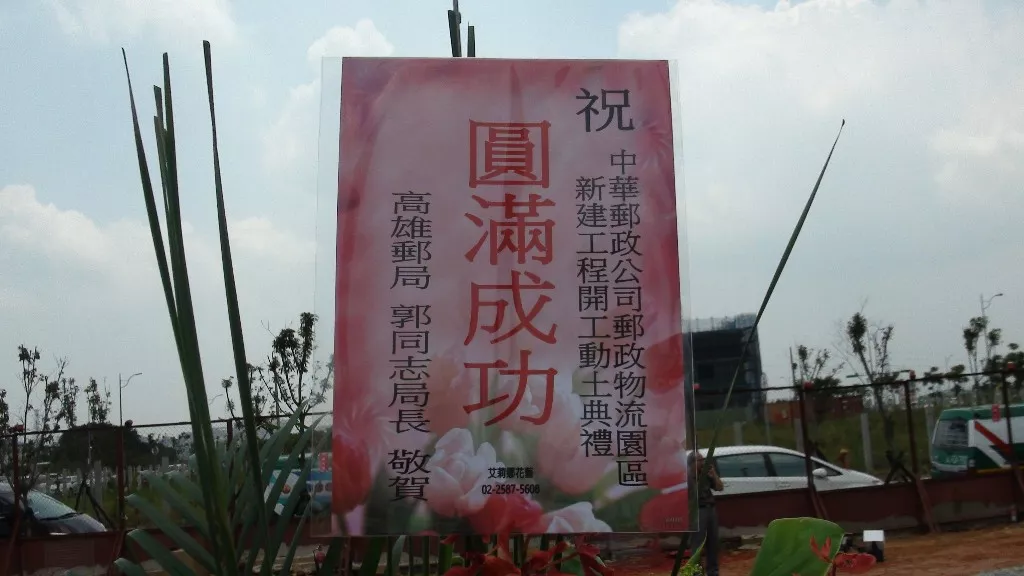 祝
中華郵政公司郵政物流園區
新建工程開工動土典禮
圓滿成功
高雄郵局 郭同志局長 敬賀
艾莉娜花藝
02-2587-5608